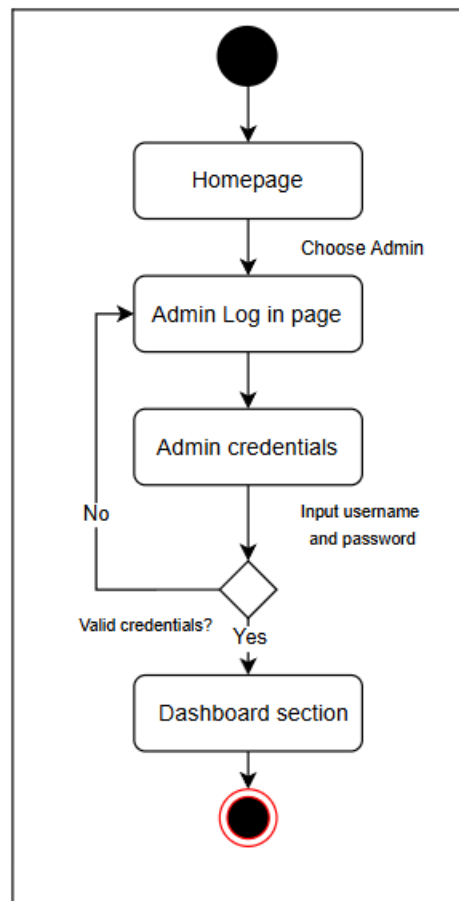 Homepage
Choose Admin
Admin Log in page
Admin credentials
Input username
and password
No
Valid credentials?
Yes
Dashboard section